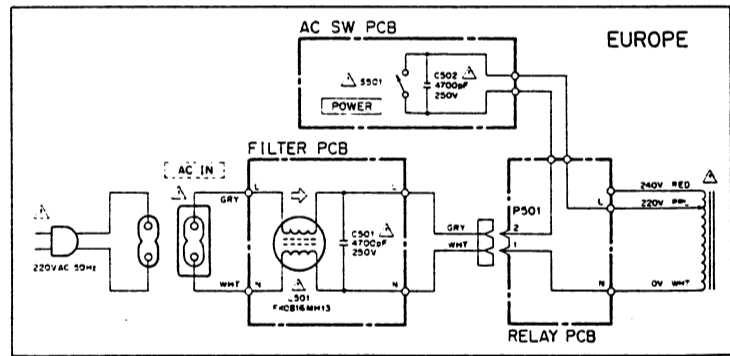 AC SW PCB
EUROPE
S501
C502
4700pF
250V
POWER
FILTER PCB
AC IN
L
GRY
L
C501
4700pF
250V
WHT
N
N
L501
220VAC 50Hz
GRY
WHT
P501
2
1
L
N
240V RED
220V PRL
0V WHT
RELAY PCB